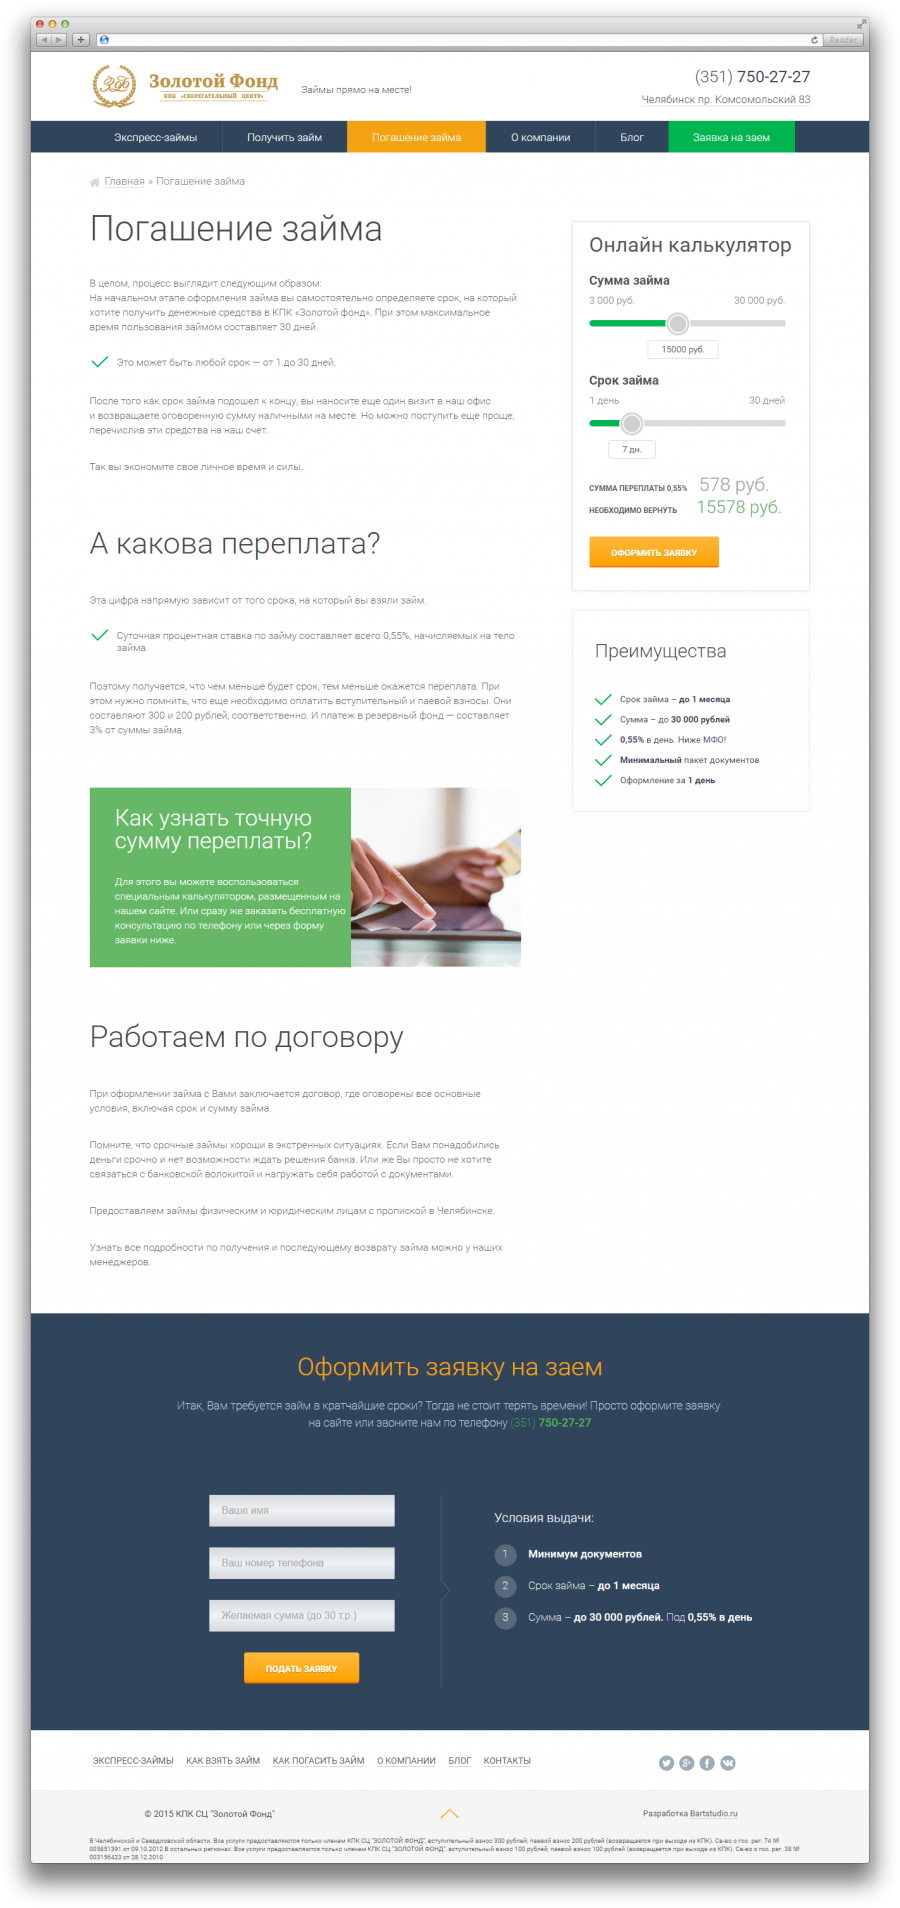 Reader
Золотой Фонд
КПК «СБЕРЕГАТЕЛЬНЫЙ ЦЕНТР»
Займы прямо на месте!
(351) 750-27-27
Челябинск пр. Комсомольский 83
Экспресс-займы
Получить займ
Погашение займа
О компании
Блог
Заявка на заем
Главная » Погашение займа
Погашение займа
В целом, процесс выглядит следующим образом:
На начальном этапе оформления займа вы самостоятельно определяете срок, на который
хотите получить денежные средства в КПК «Золотой фонд». При этом максимальное
время пользования займом составляет 30 дней.
Это может быть любой срок — от 1 до 30 дней.
После того как срок займа подошел к концу, вы наносите еще один визит в наш офис
и возвращаете оговоренную сумму наличными на месте. Но можно поступить еще проще,
перечислив эти средства на наш счет.
Так вы экономите свое личное время и силы.
А какова переплата?
Эта цифра напрямую зависит от того срока, на который вы взяли займ.
Суточная процентная ставка по займу составляет всего 0,55%, начисляемых на тело
займа.
Поэтому получается, что чем меньше будет срок, тем меньше окажется переплата. При
этом нужно помнить, что еще необходимо оплатить вступительный и паевой взносы. Они
составляют 300 и 200 рублей, соответственно. И платеж в резервный фонд — составляет
3% от суммы займа.
Как узнать точную
сумму переплаты?
Для этого вы можете воспользоваться
специальным калькулятором, размещенным на
нашем сайте. Или сразу же заказать бесплатную
консультацию по телефону или через форму
заявки ниже.
Работаем по договору
При оформлении займа с Вами заключается договор, где оговорены все основные
условия, включая срок и сумму займа.
Помните, что срочные займы хороши в экстренных ситуациях. Если Вам понадобились
деньги срочно и нет возможности ждать решения банка. Или же Вы просто не хотите
связаться с банковской волокитой и нагружать себя работой с документами.
Предоставляем займы физическим и юридическим лицам с пропиской в Челябинске.
Узнать все подробности по получения и последующему возврату займа можно у наших
менеджеров.
Онлайн калькулятор
Сумма займа
3 000 руб.
30 000 руб.
15000 руб.
Срок займа
1 день
30 дней
7 дн.
СУММА ПЕРЕПЛАТЫ 0,55% 578 руб.
НЕОБХОДИМО ВЕРНУТЬ 15578 руб.
ОФОРМИТЬ ЗАЯВКУ
Преимущества
Срок займа – до 1 месяца
Сумма – до 30 000 рублей
0,55% в день. Ниже МФО!
Минимальный пакет документов
Оформление за 1 день
Оформить заявку на заем
Итак, Вам требуется займ в кратчайшие сроки? Тогда не стоит терять времени! Просто оформите заявку
на сайте или звоните нам по телефону (351) 750-27-27
Ваше имя
Ваш номер телефона
Желаемая сумма (до 30 т.р.)
ПОДАТЬ ЗАЯВКУ
Условия выдачи:
1 Минимум документов
2 Срок займа – до 1 месяца
3 Сумма – до 30 000 рублей. Под 0,55% в день
ЭКСПРЕСС-ЗАЙМЫ
КАК ВЗЯТЬ ЗАЙМ
КАК ПОГАСИТЬ ЗАЙМ
О КОМПАНИИ
БЛОГ
КОНТАКТЫ
© 2015 КПК СЦ "Золотой Фонд"
Разработка Bartstudio.ru
В Челябинской и Свердловской области. Все услуги предоставляются только членам КПК СЦ "ЗОЛОТОЙ ФОНД", вступительный взнос 300 рублей; паевой взнос 200 рублей (возвращается при выходе из КПК). Св-во о гос. рег. 74 №
005851391 от 09.10.2012 В остальных регионах. Все услуги предоставляются только членам КПК СЦ "ЗОЛОТОЙ ФОНД", вступительный взнос 100 рублей; паевой взнос 100 рублей (возвращается при выходе из КПК). Св-во о гос. рег. 38 №
003156423 от 28.12.2010